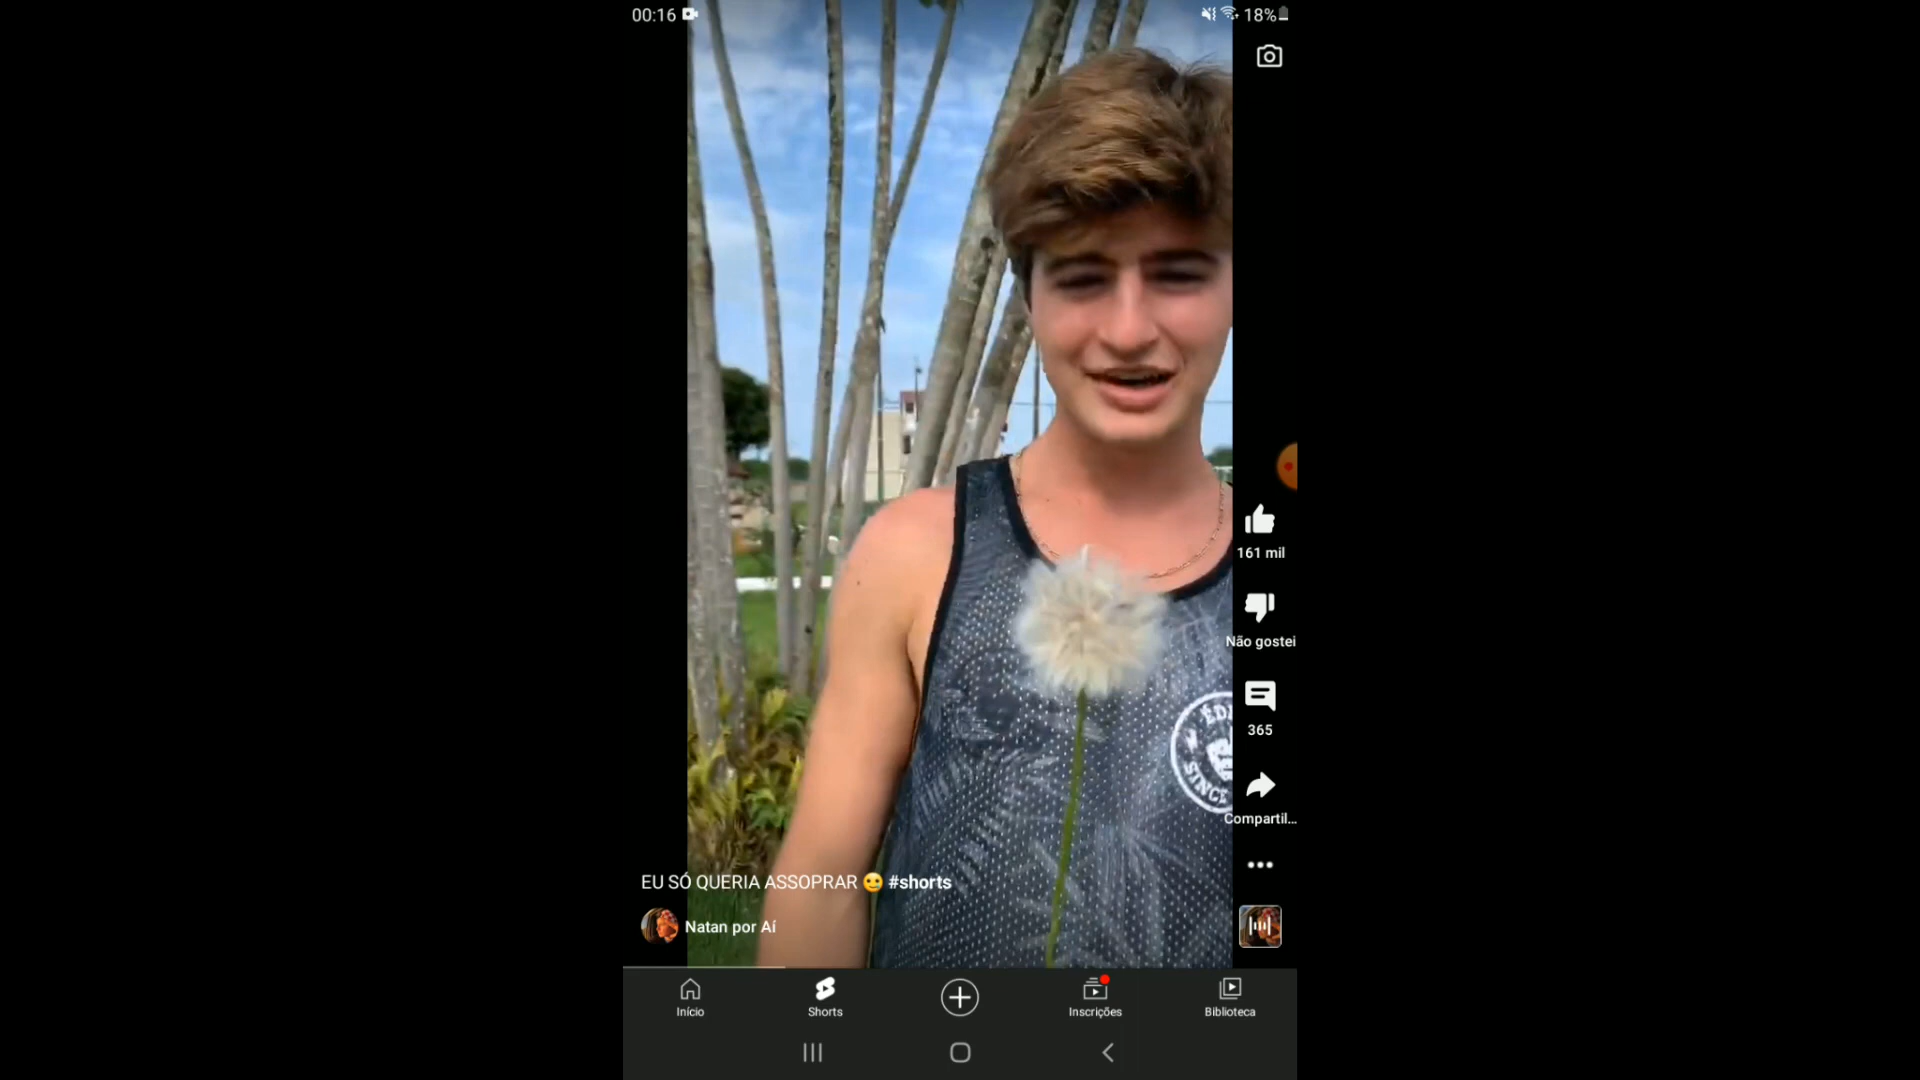 00:16
18%
161 mil
Não gostei
365
Compartil...
SINCE
EU SÓ QUERIA ASSOPRAR 🥲 #shorts
Natan por Aí
Início
Shorts
Inscrições
Biblioteca